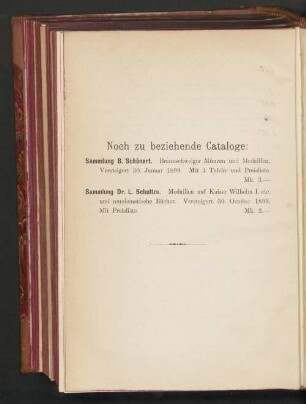 Noch zu beziehende Cataloge:
Sammlung B. Schönert. Braunschweiger Münzen und Medaillen.
Versteigert 30. Januar 1899. Mit 4 Tafeln und Preisliste
Mk. 3.—
Sammlung Dr. L. Schultze. Medaillen auf Kaiser Wilhelm I. etc.
und numismatische Bücher. Versteigert 30. October 1899.
Mit Preisliste Mk. 2.—